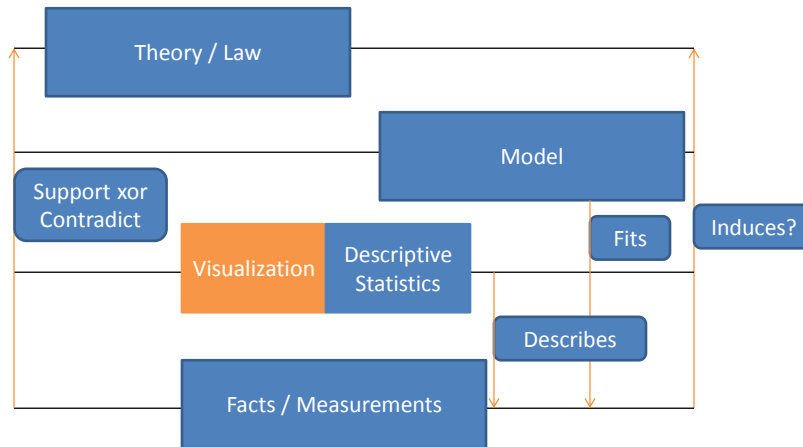 Theory / Law
Model
Support xor
Contradict
Induces?
Fits
Visualization
Descriptive
Statistics
Describes
Facts / Measurements